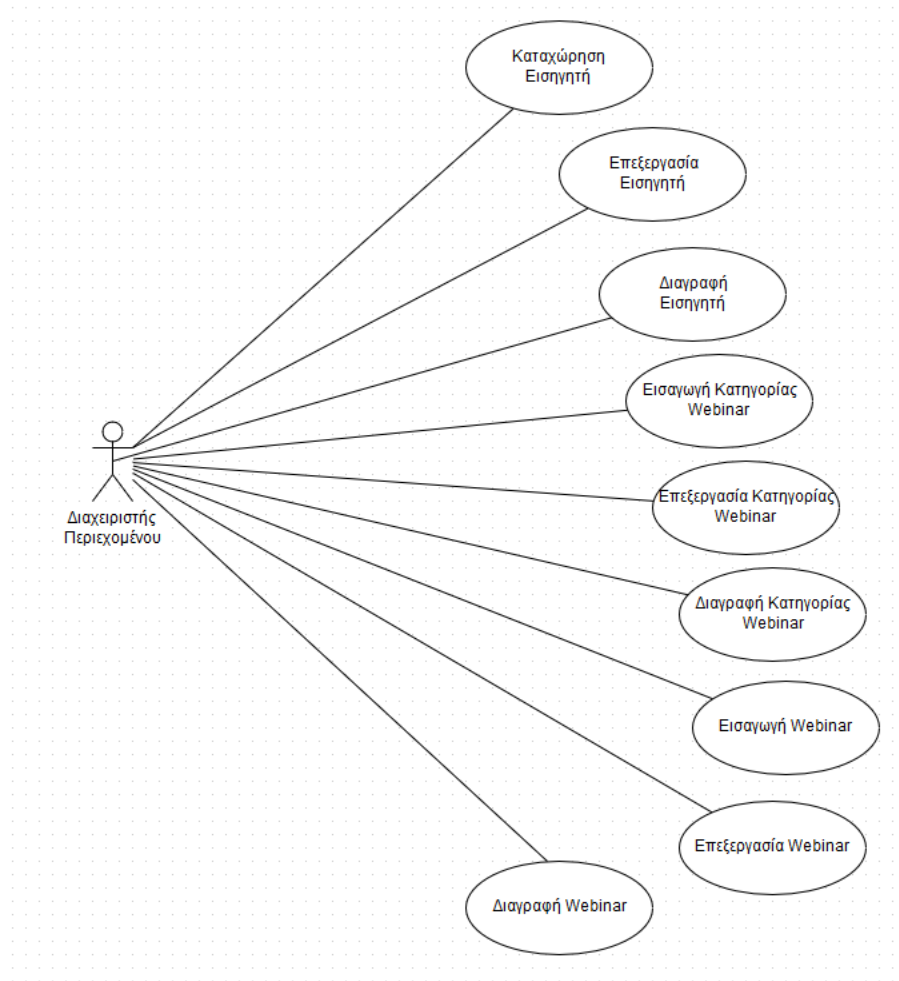 Καταχώρηση
Εισηγητή
Επεξεργασία
Εισηγητή
Διαγραφή
Εισηγητή
Εισαγωγή Κατηγορίας
Webinar
Επεξεργασία Κατηγορίας
Webinar
Διαχειριστής
Περιεχομένου
Διαγραφή Κατηγορίας
Webinar
Εισαγωγή Webinar
Επεξεργασία Webinar
Διαγραφή Webinar